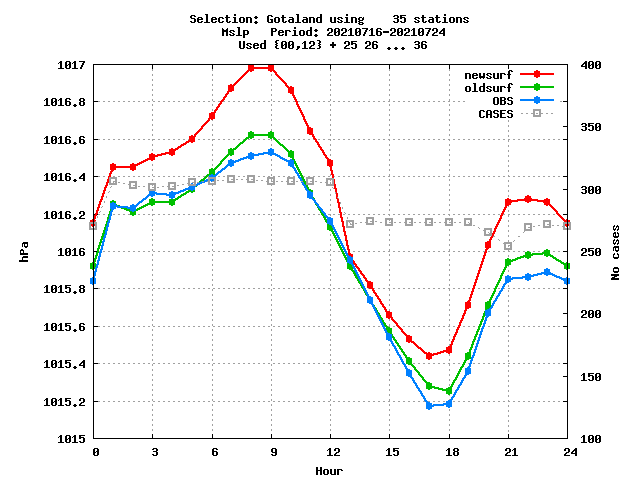 Selection: Gotaland using    35 stations
Mslp   Period: 20210716-20210724
Used {00,12} + 25 26 ... 36
1017
1016.8
1016.6
1016.4
1016.2
1016
1015.8
1015.6
1015.4
1015.2
1015
hPa
newsurf
oldsurf
OBS
CASES
400
350
300
250
200
150
100
No cases
0 3 6 9 12 15 18 21 24
Hour